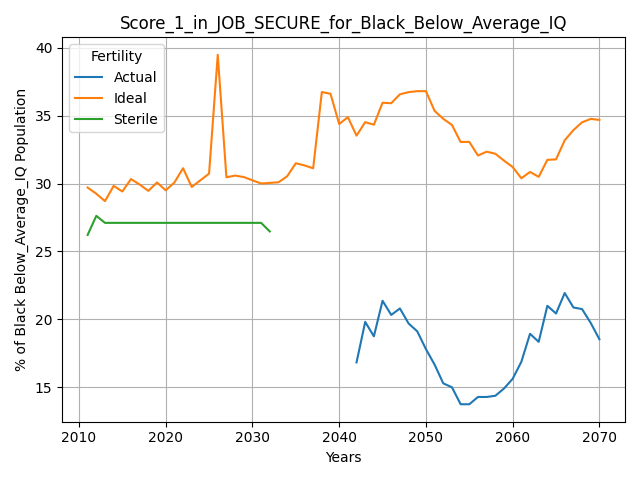 Score_1_in_JOB_SECURE_for_Black_Below_Average_IQ
Fertility
Actual
Ideal
Sterile
% of Black Below_Average_IQ Population
40
35
30
25
20
15
2010 2020 2030 2040 2050 2060 2070
Years